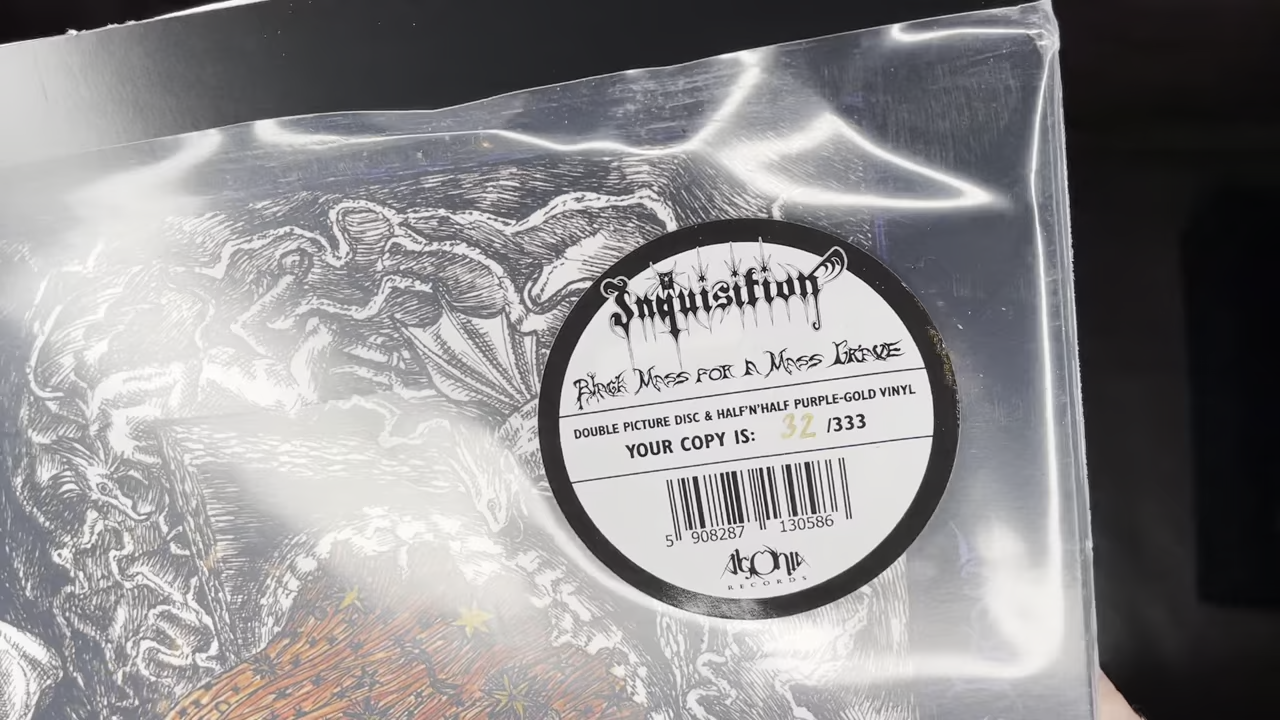 Inquisition
Black Mass for a Mass Grave
DOUBLE PICTURE DISC & HALF'N'HALF PURPLE-GOLD VINYL
YOUR COPY IS: 32 /333
5 908287 130586
Agonia
RECORDS